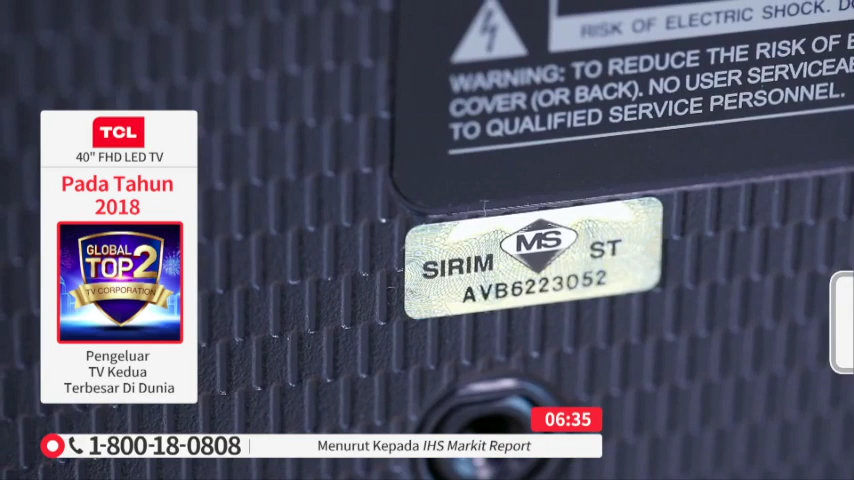 RISK OF ELECTRIC SHOCK. DO
WARNING: TO REDUCE THE RISK OF E
COVER (OR BACK). NO USER SERVICEAB
TO QUALIFIED SERVICE PERSONNEL.
TCL
40" FHD LED TV
Pada Tahun
2018
GLOBAL
TOP2
TV CORPORATION
Pengeluar
TV Kedua
Terbesar Di Dunia
SIRIM MS ST
AVB6223052
06:35
1-800-18-0808
Menurut Kepada IHS Markit Report